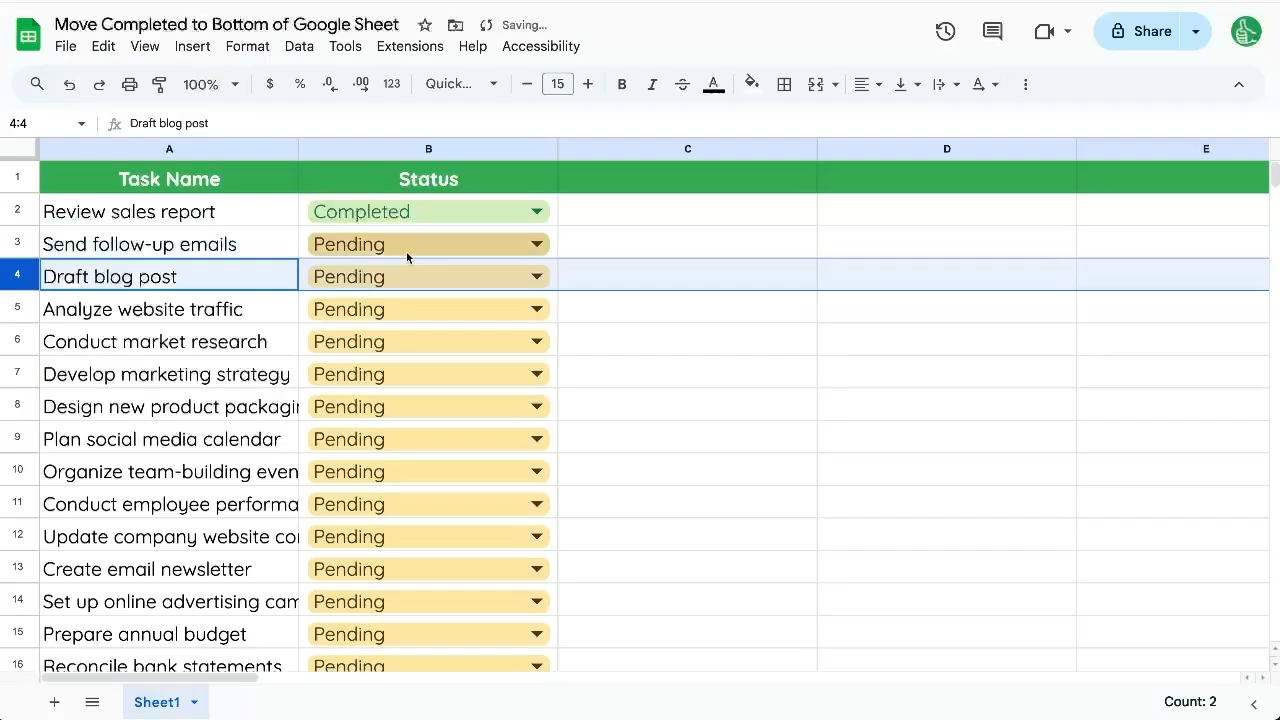 Move Completed to Bottom of Google Sheet Saving...
File Edit View Insert Format Data Tools Extensions Help Accessibility
Share
100% $ % .0 .00 123 Quick... 15 B I S A
4:4 fx Draft blog post
A B C D E
1 Task Name Status
2 Review sales report Completed
3 Send follow-up emails Pending
4 Draft blog post Pending
5 Analyze website traffic Pending
6 Conduct market research Pending
7 Develop marketing strategy Pending
8 Design new product packagin Pending
9 Plan social media calendar Pending
10 Organize team-building even Pending
11 Conduct employee performa Pending
12 Update company website co Pending
13 Create email newsletter Pending
14 Set up online advertising cam Pending
15 Prepare annual budget Pending
16 Reconcile bank statements Pending
Sheet1 Count: 2